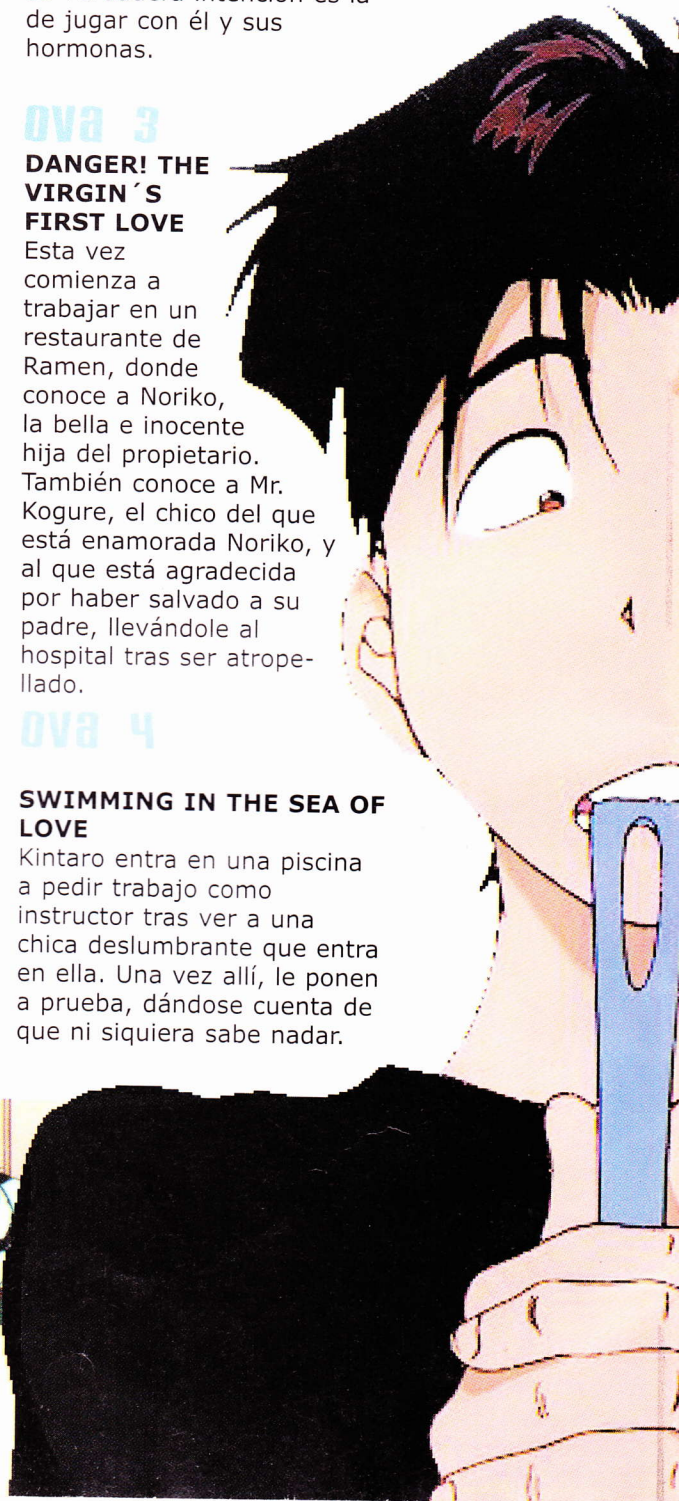 de jugar con él y sus
hormonas.
ova 3
DANGER! THE
VIRGIN´S
FIRST LOVE
Esta vez
comienza a
trabajar en un
restaurante de
Ramen, donde
conoce a Noriko,
la bella e inocente
hija del propietario.
También conoce a Mr.
Kogure, el chico del que
está enamorada Noriko, y
al que está agradecida
por haber salvado a su
padre, llevándole al
hospital tras ser atrope-
llado.
ova 4
SWIMMING IN THE SEA OF
LOVE
Kintaro entra en una piscina
a pedir trabajo como
instructor tras ver a una
chica deslumbrante que entra
en ella. Una vez allí, le ponen
a prueba, dándose cuenta de
que ni siquiera sabe nadar.